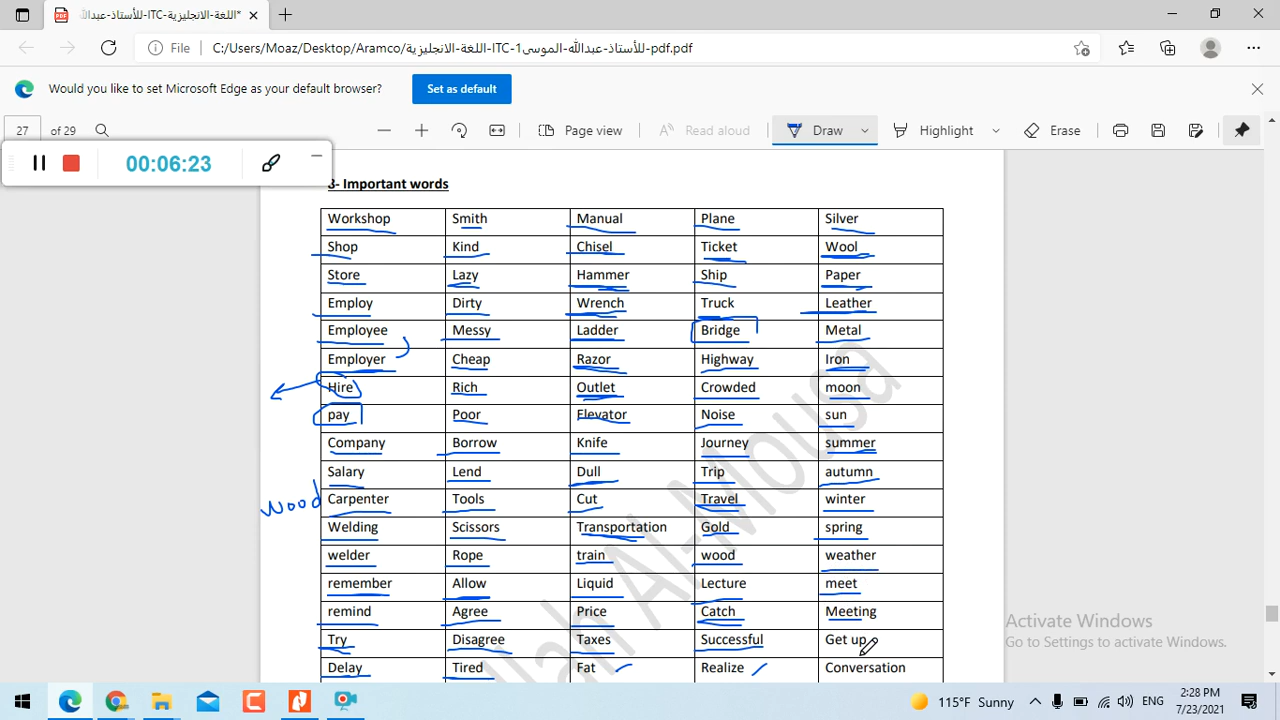 *اللغة-الانجليزية-ITC-للأستاذ-عبدالله
File
C:/Users/Moaz/Desktop/Aramco/اللغة-الانجليزية-ITC-1للأستاذ-عبدالله-الموسى-pdf.pdf
Would you like to set Microsoft Edge as your default browser?
Set as default
27 of 29
Page view
Read aloud
Draw
Highlight
Erase
00:06:23
3- Important words
Workshop Smith Manual Plane Silver
Shop Kind Chisel Ticket Wool
Store Lazy Hammer Ship Paper
Employ Dirty Wrench Truck Leather
Employee Messy Ladder Bridge Metal
Employer Cheap Razor Highway Iron
Hire Rich Outlet Crowded moon
pay Poor Elevator Noise sun
Company Borrow Knife Journey summer
Salary Lend Dull Trip autumn
wood
Carpenter Tools Cut Travel winter
Welding Scissors Transportation Gold spring
welder Rope train wood weather
remember Allow Liquid Lecture meet
remind Agree Price Catch Meeting
Try Disagree Taxes Successful Get up
Delay Tired Fat Realize Conversation
llah Al-Mousa
Activate Windows
Go to Settings to activate Windows.
115°F Sunny
ENG
2:28 PM
7/23/2021